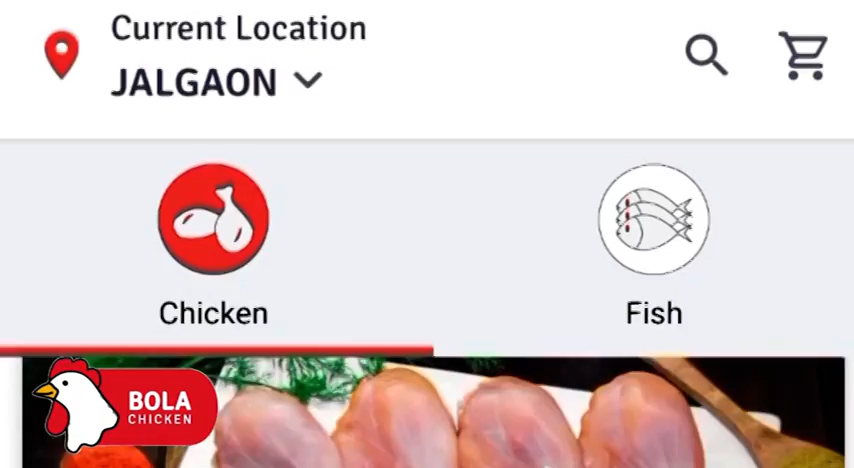 Current Location
JALGAON
Chicken
Fish
BOLA
CHICKEN